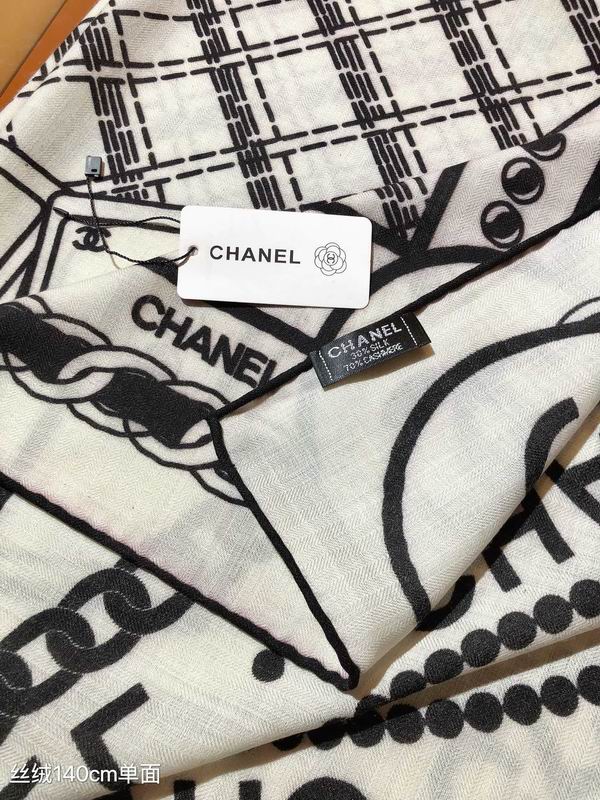 CHANEL
CHANEL
CHANEL
30% SILK
70% CASHMERE
丝绒140cm单面